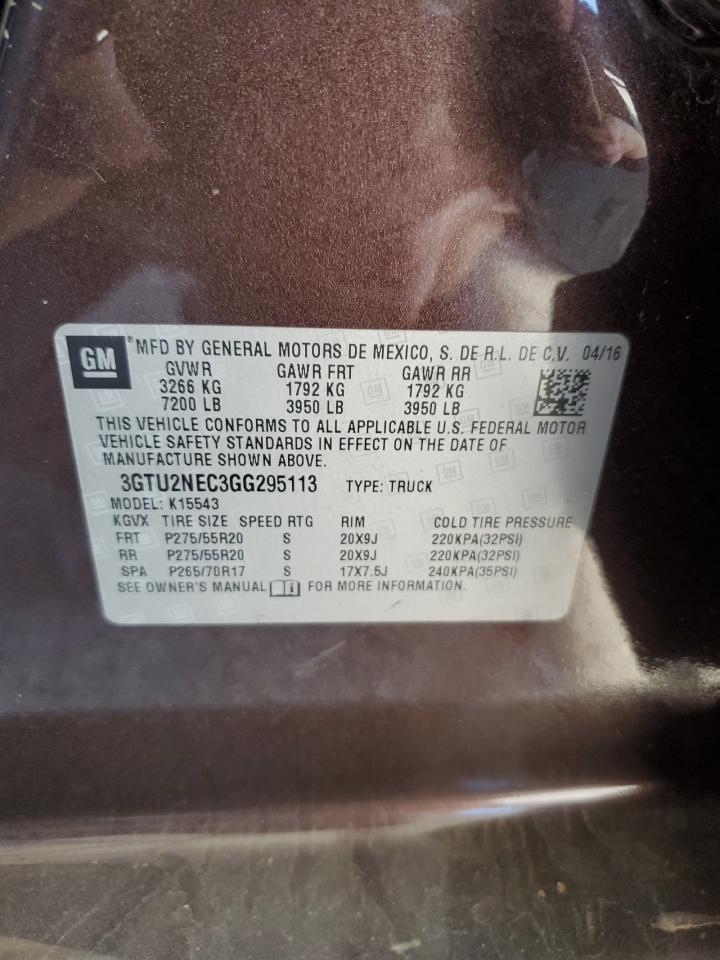 GM ® MFD BY GENERAL MOTORS DE MEXICO, S. DE R.L. DE C.V. 04/16
GVWR GAWR FRT GAWR RR
3266 KG 1792 KG 1792 KG
7200 LB 3950 LB 3950 LB
THIS VEHICLE CONFORMS TO ALL APPLICABLE U.S. FEDERAL MOTOR
VEHICLE SAFETY STANDARDS IN EFFECT ON THE DATE OF
MANUFACTURE SHOWN ABOVE.
3GTU2NEC3GG295113 TYPE: TRUCK
MODEL: K15543
KGVX TIRE SIZE SPEED RTG RIM COLD TIRE PRESSURE
FRT P275/55R20 S 20X9J 220KPA(32PSI)
RR P275/55R20 S 20X9J 220KPA(32PSI)
SPA P265/70R17 S 17X7.5J 240KPA(35PSI)
SEE OWNER'S MANUAL i FOR MORE INFORMATION.